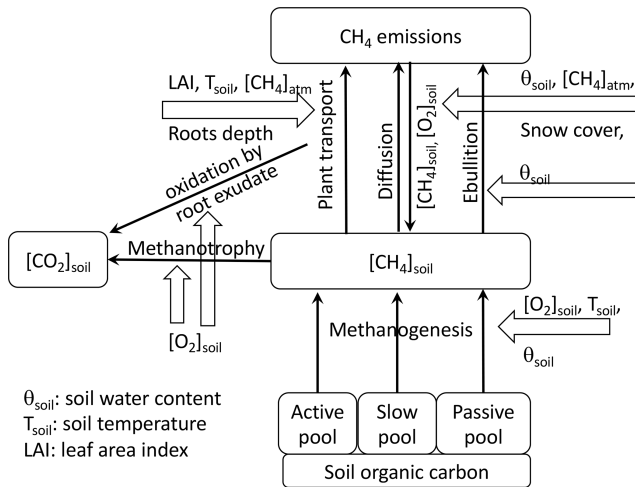 CH₄ emissions
LAI, Tsoil, [CH₄]atm
Roots depth
θsoil, [CH₄]atm,
Snow cover,
θsoil
oxidation by
root exudate
Plant transport
Diffusion
[CH₄]soil, [O₂]soil
Ebullition
[CO₂]soil
Methanotrophy
[CH₄]soil
[O₂]soil
Methanogenesis
[O₂]soil, Tsoil,
θsoil
θsoil: soil water content
Tsoil: soil temperature
LAI: leaf area index
Active
pool
Slow
pool
Passive
pool
Soil organic carbon